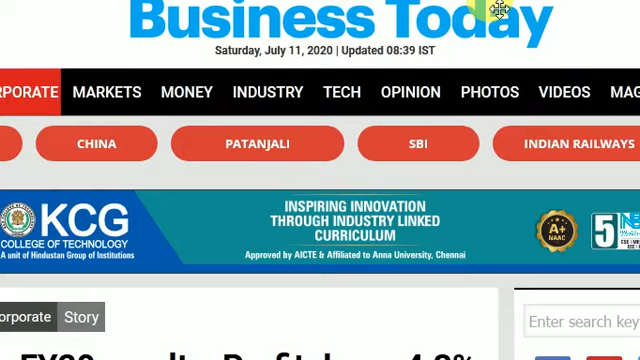 Business Today
Saturday, July 11, 2020 | Updated 08:39 IST
RPORATE MARKETS MONEY INDUSTRY TECH OPINION PHOTOS VIDEOS MAG
CHINA PATANJALI SBI INDIAN RAILWAYS
KCG
COLLEGE OF TECHNOLOGY
A unit of Hindustan Group of Institutions
INSPIRING INNOVATION
THROUGH INDUSTRY LINKED
CURRICULUM
Approved by AICTE & Affiliated to Anna University, Chennai
A+
NAAC
5
orporate Story
Enter search key